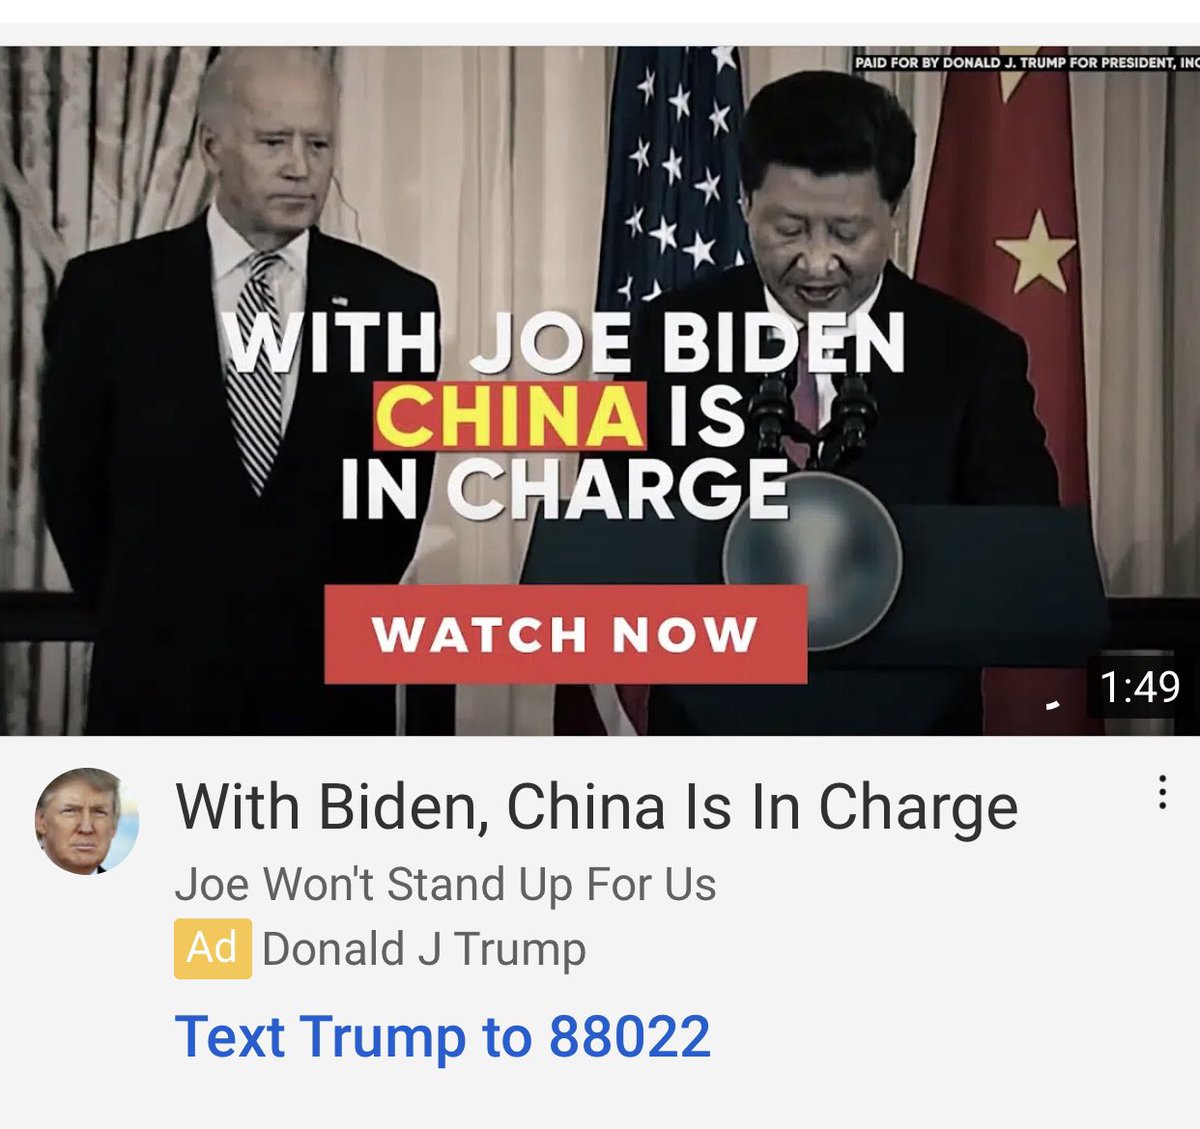 PAID FOR BY DONALD J. TRUMP FOR PRESIDENT, INC
WITH JOE BIDEN
CHINA IS
IN CHARGE
WATCH NOW
1:49
With Biden, China Is In Charge
Joe Won't Stand Up For Us
Ad Donald J Trump
Text Trump to 88022